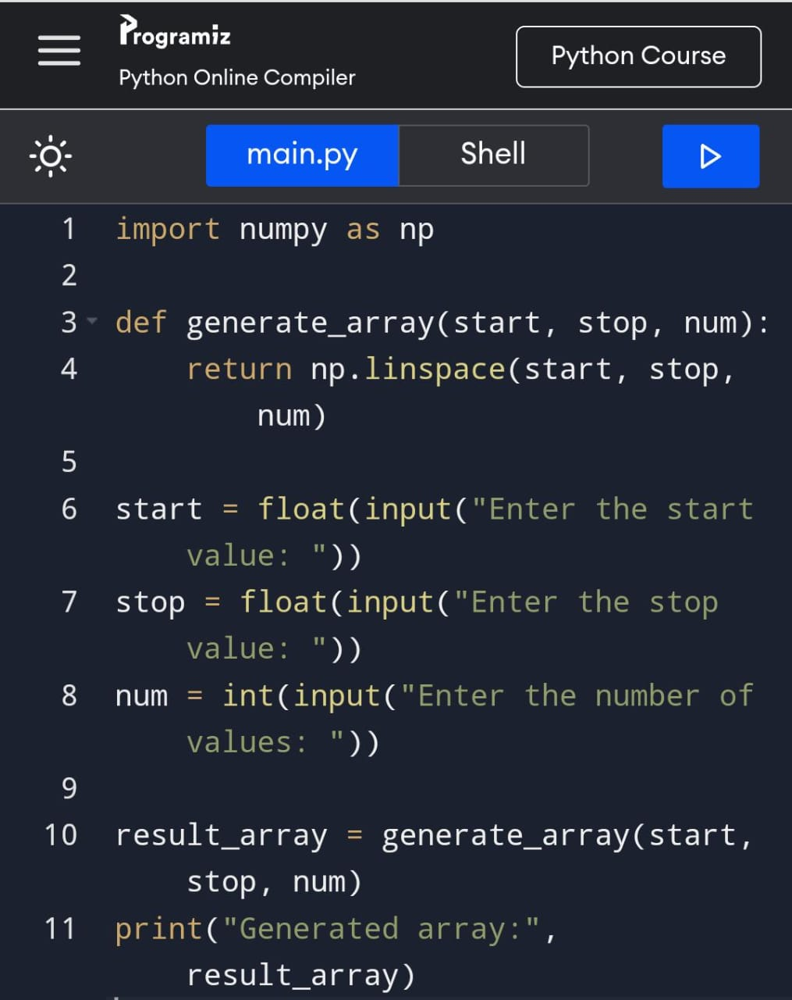 Programiz
Python Online Compiler
Python Course
main.py
Shell
1 import numpy as np
2
3 def generate_array(start, stop, num):
4     return np.linspace(start, stop,
        num)
5
6 start = float(input("Enter the start
    value: "))
7 stop = float(input("Enter the stop
    value: "))
8 num = int(input("Enter the number of
    values: "))
9
10 result_array = generate_array(start,
    stop, num)
11 print("Generated array:",
    result_array)